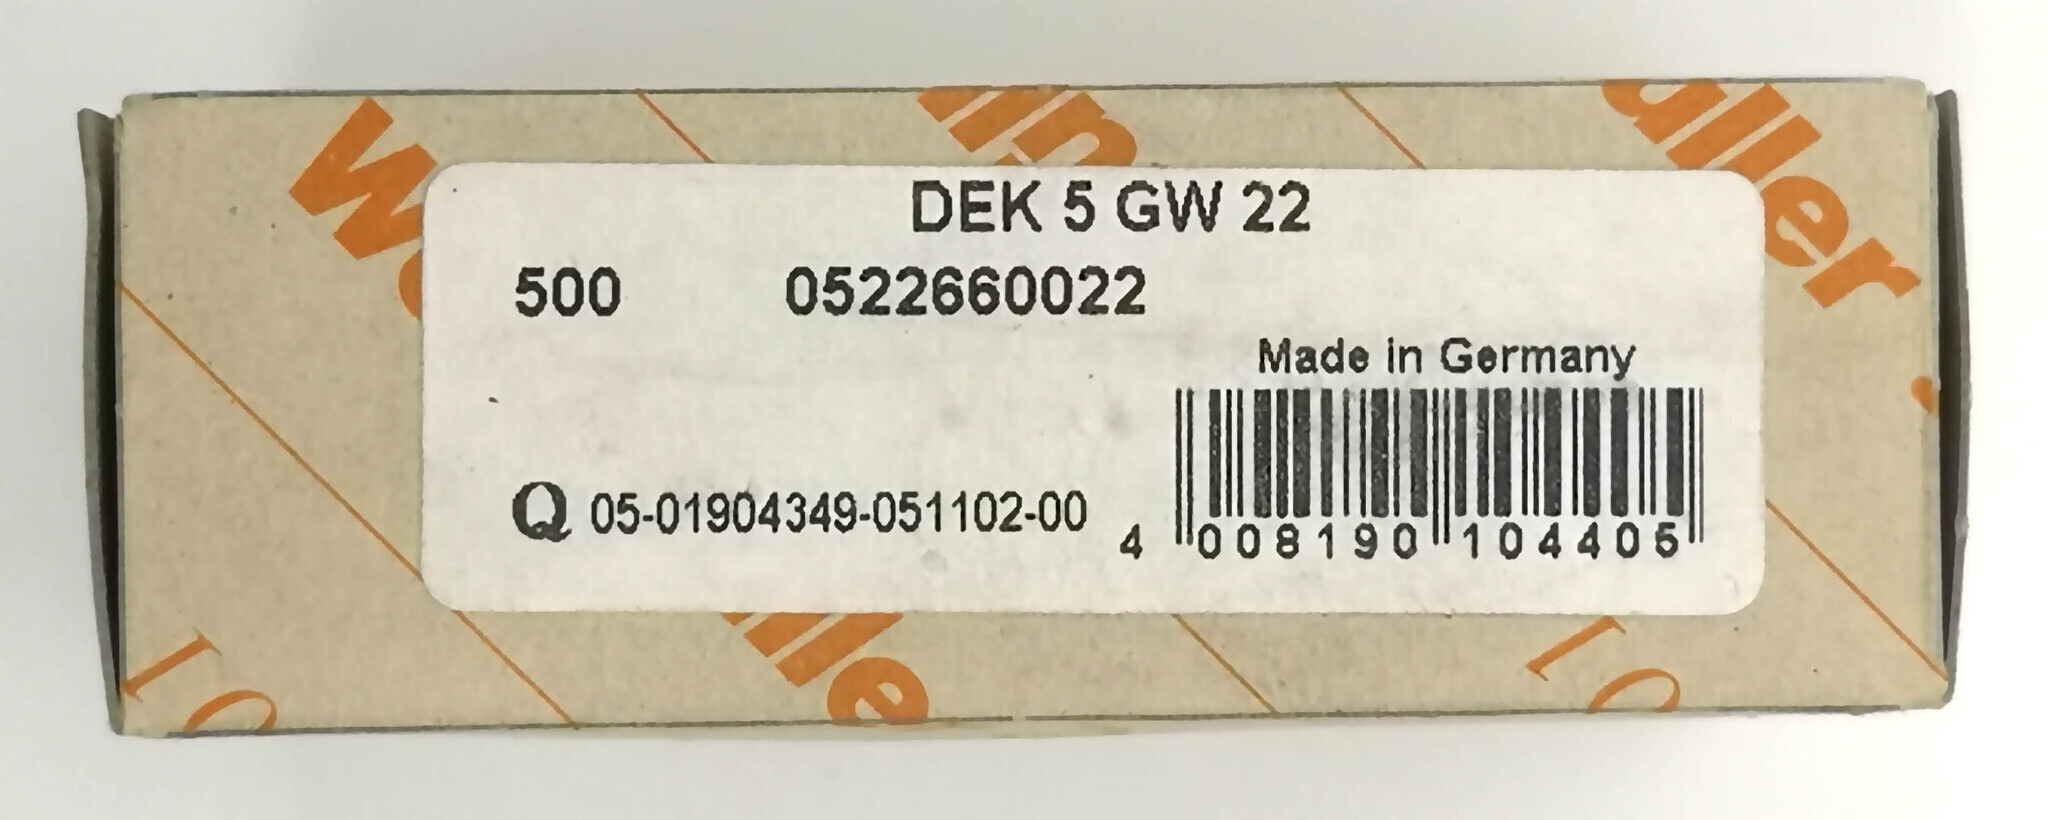 DEK 5 GW 22
500 0522660022
Made in Germany
Q 05-01904349-051102-00
4 008190 104405